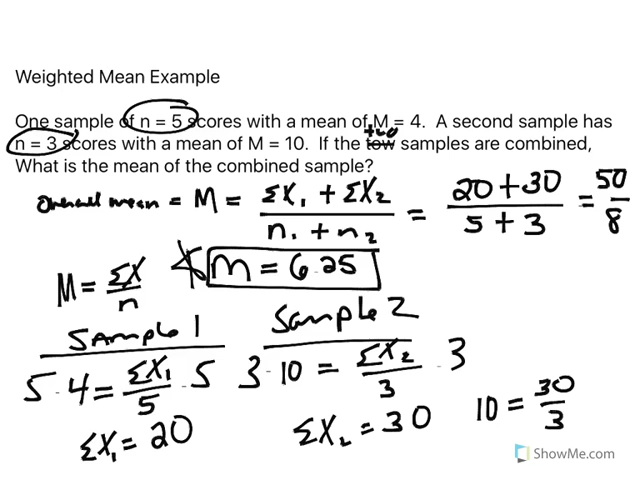 Weighted Mean Example
One sample of n = 5 scores with a mean of M = 4. A second sample has
two
n = 3 scores with a mean of M = 10. If the tow samples are combined,
What is the mean of the combined sample?
Overall mean = M = ΣX₁ + ΣX₂ / n₁ + n₂ = 20 + 30 / 5 + 3 = 50 / 8
M = ΣX / n
M = 6.25
Sample 1
Sample 2
5 · 4 = ΣX₁ / 5 · 5
3 · 10 = ΣX₂ / 3 · 3
10 = 30 / 3
ΣX₁ = 20
ΣX₂ = 30
ShowMe.com